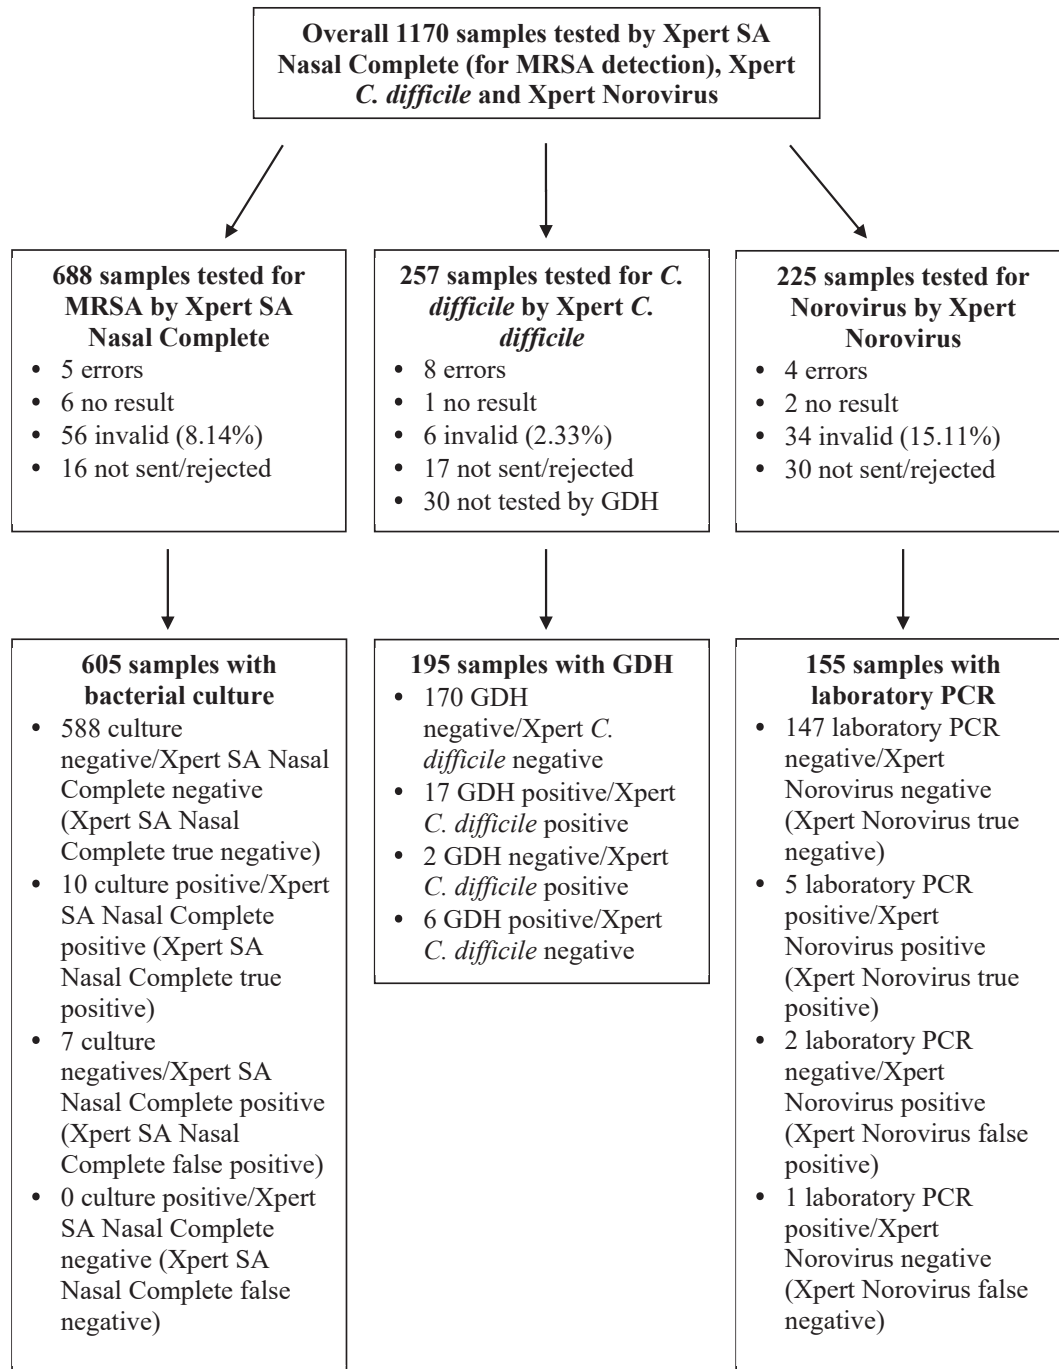 Overall 1170 samples tested by Xpert SA
Nasal Complete (for MRSA detection), Xpert
C. difficile and Xpert Norovirus
688 samples tested for
MRSA by Xpert SA
Nasal Complete
• 5 errors
• 6 no result
• 56 invalid (8.14%)
• 16 not sent/rejected
257 samples tested for C.
difficile by Xpert C.
difficile
• 8 errors
• 1 no result
• 6 invalid (2.33%)
• 17 not sent/rejected
• 30 not tested by GDH
225 samples tested for
Norovirus by Xpert
Norovirus
• 4 errors
• 2 no result
• 34 invalid (15.11%)
• 30 not sent/rejected
605 samples with
bacterial culture
• 588 culture
negative/Xpert SA Nasal
Complete negative
(Xpert SA Nasal
Complete true negative)
• 10 culture positive/Xpert
SA Nasal Complete
positive (Xpert SA
Nasal Complete true
positive)
• 7 culture
negatives/Xpert SA
Nasal Complete positive
(Xpert SA Nasal
Complete false positive)
• 0 culture positive/Xpert
SA Nasal Complete
negative (Xpert SA
Nasal Complete false
negative)
195 samples with GDH
• 170 GDH
negative/Xpert C.
difficile negative
• 17 GDH positive/Xpert
C. difficile positive
• 2 GDH negative/Xpert
C. difficile positive
• 6 GDH positive/Xpert
C. difficile negative
155 samples with
laboratory PCR
• 147 laboratory PCR
negative/Xpert
Norovirus negative
(Xpert Norovirus true
negative)
• 5 laboratory PCR
positive/Xpert
Norovirus positive
(Xpert Norovirus true
positive)
• 2 laboratory PCR
negative/Xpert
Norovirus positive
(Xpert Norovirus false
positive)
• 1 laboratory PCR
positive/Xpert
Norovirus negative
(Xpert Norovirus false
negative)